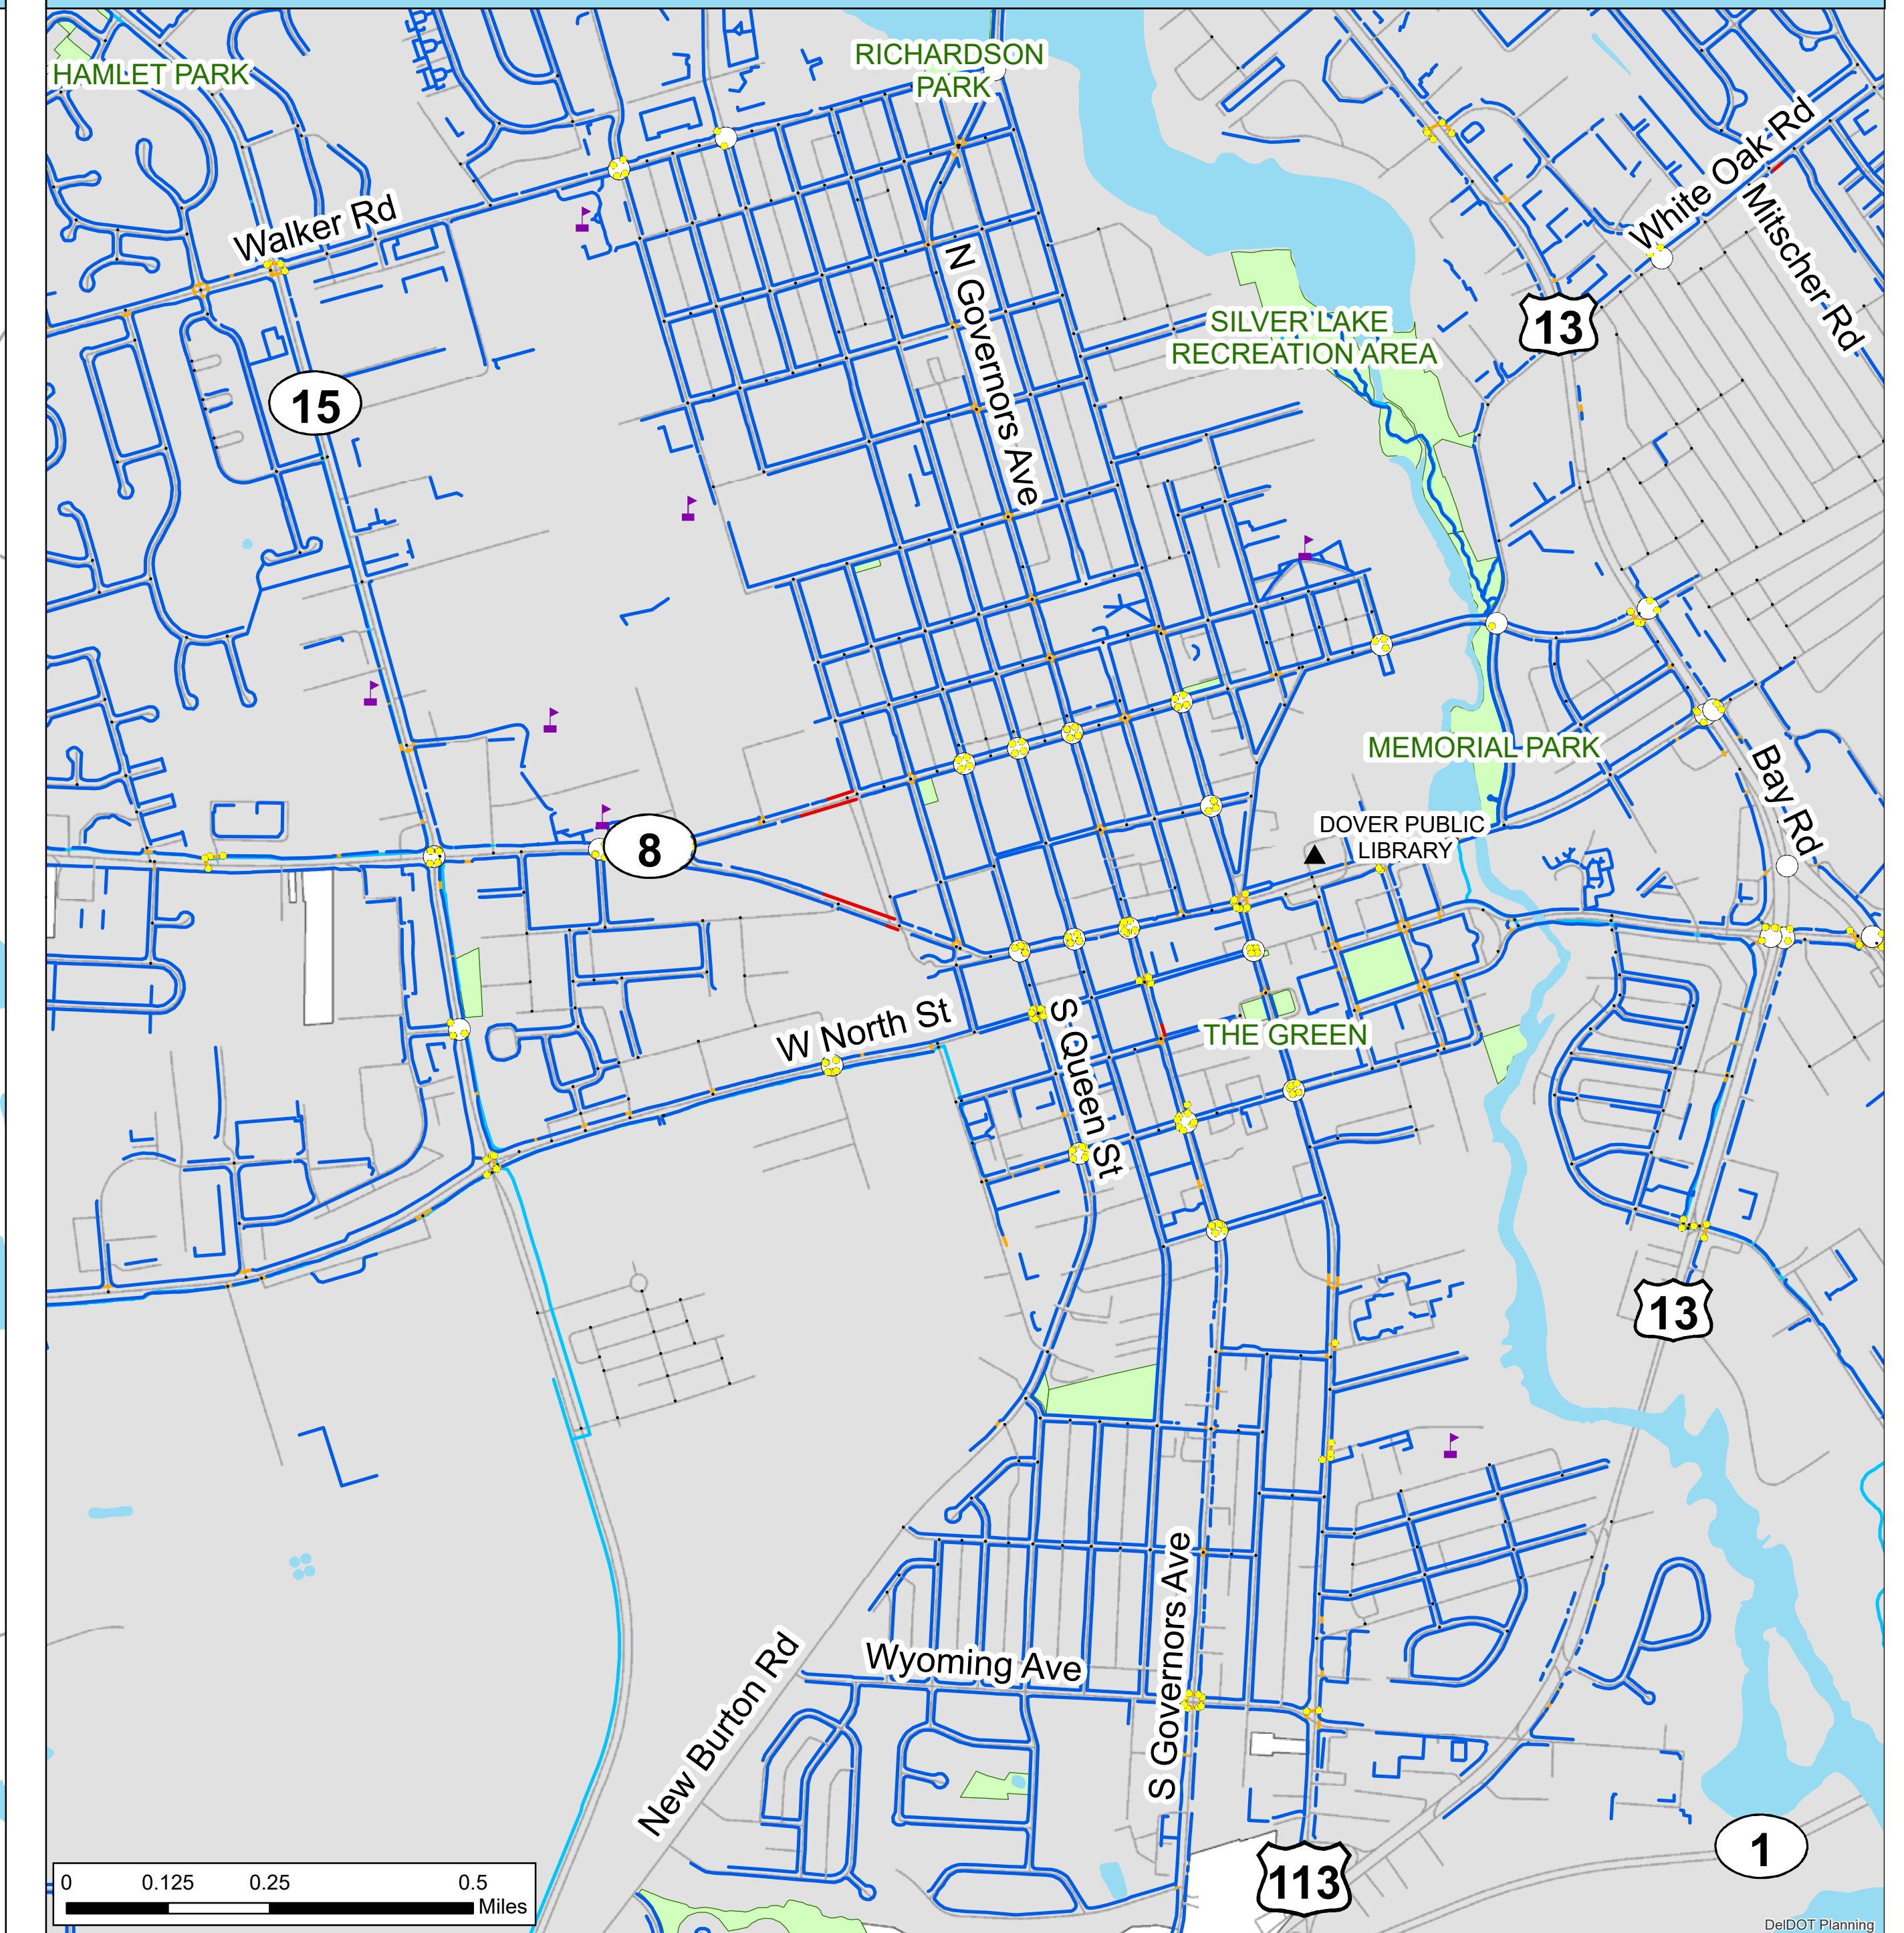 RICHARDSON
PARK
HAMLET PARK
White Oak Rd
Walker Rd
Mitscher Rd
N Governors Ave
13
SILVER LAKE
RECREATION AREA
15
MEMORIAL PARK
Bay Rd
DOVER PUBLIC
LIBRARY
8
W North St
S Queen St
THE GREEN
13
S Governors Ave
Wyoming Ave
New Burton Rd
1
113
0 0.125 0.25 0.5
Miles
DelDOT Planning